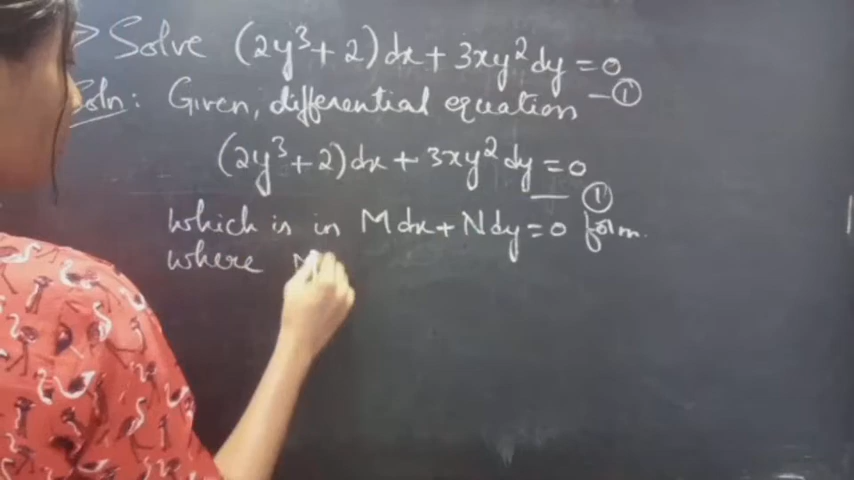 > Solve (2y³+2)dx + 3xy²dy = 0
Soln: Given, differential equation —①
(2y³+2)dx + 3xy²dy = 0
—①
which is in Mdx+Ndy=0 form.
where